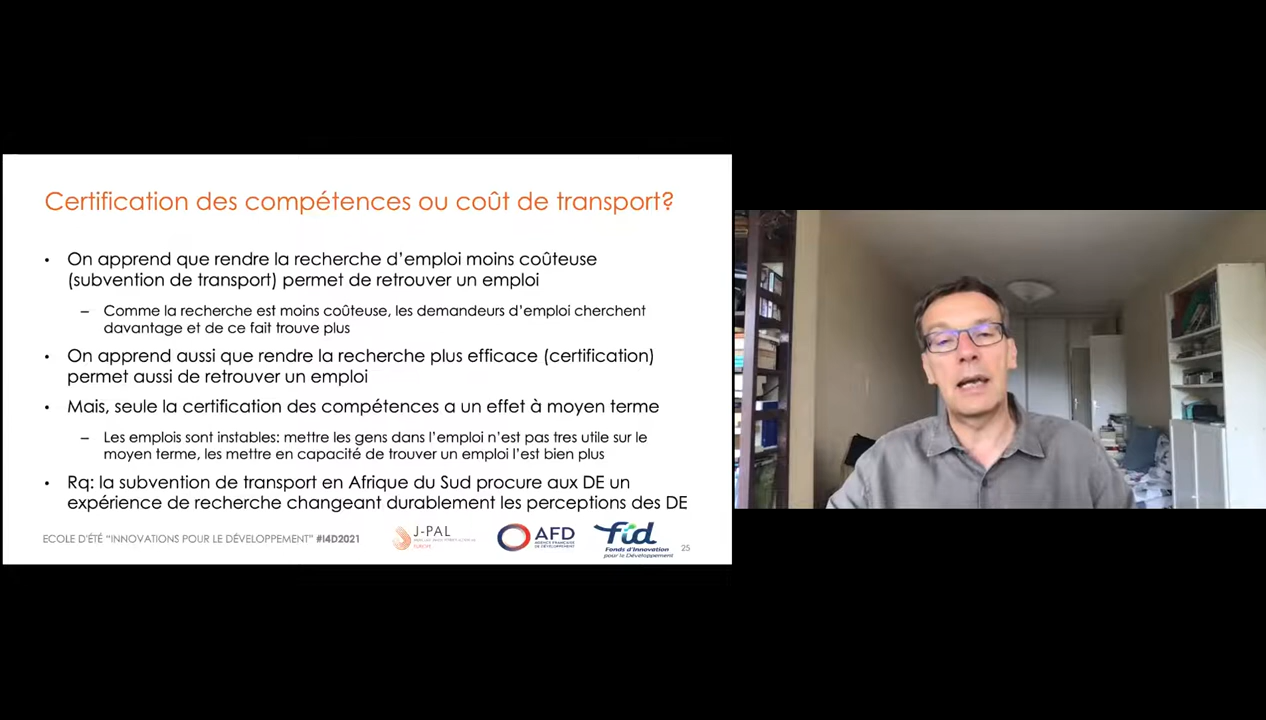 Certification des compétences ou coût de transport?
• On apprend que rendre la recherche d'emploi moins coûteuse
(subvention de transport) permet de retrouver un emploi
– Comme la recherche est moins coûteuse, les demandeurs d'emploi cherchent
davantage et de ce fait trouve plus
• On apprend aussi que rendre la recherche plus efficace (certification)
permet aussi de retrouver un emploi
• Mais, seule la certification des compétences a un effet à moyen terme
– Les emplois sont instables: mettre les gens dans l'emploi n'est pas tres utile sur le
moyen terme, les mettre en capacité de trouver un emploi l'est bien plus
• Rq: la subvention de transport en Afrique du Sud procure aux DE un
expérience de recherche changeant durablement les perceptions des DE
ECOLE D'ÉTÉ "INNOVATIONS POUR LE DÉVELOPPEMENT" #I4D2021
J-PAL
EUROPE
AFD
AGENCE FRANÇAISE
DE DÉVELOPPEMENT
fid
Fonds d'Innovation
pour le Développement
25